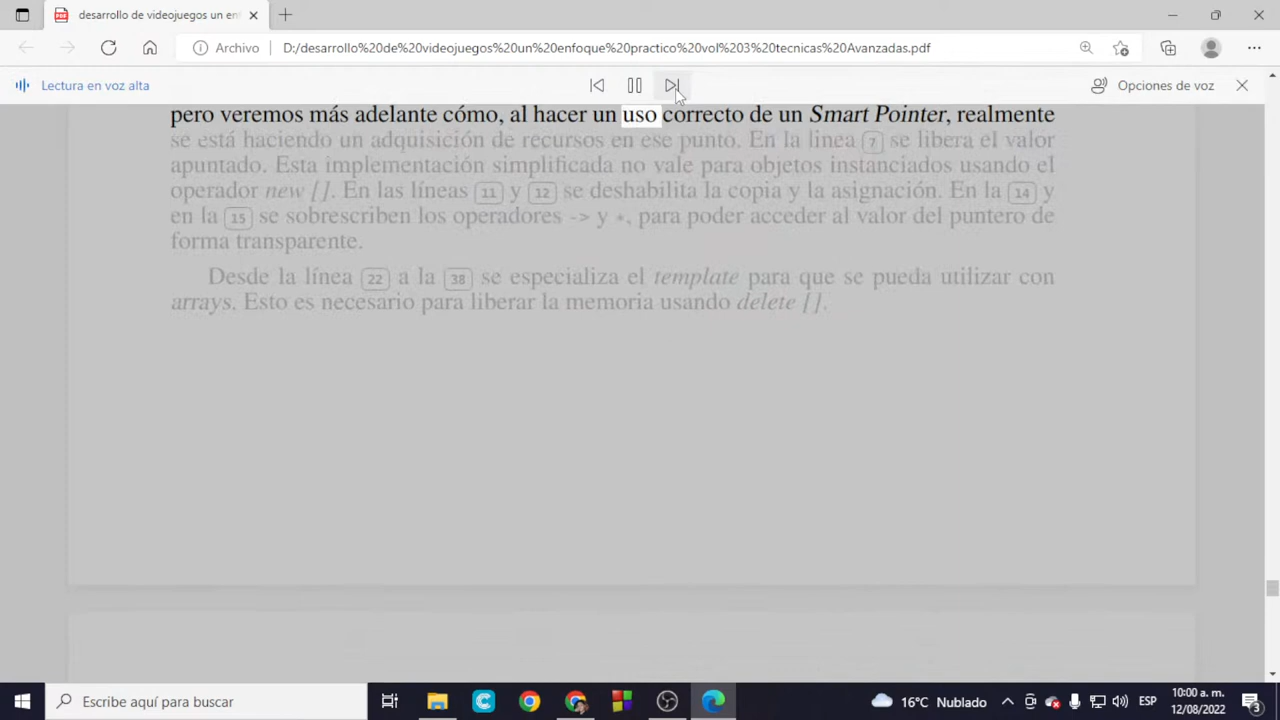 desarrollo de videojuegos un en
Archivo D:/desarrollo%20de%20videojuegos%20un%20enfoque%20practico%20vol%203%20tecnicas%20Avanzadas.pdf
Lectura en voz alta Opciones de voz
pero veremos más adelante cómo, al hacer un uso correcto de un Smart Pointer, realmente
se está haciendo un adquisición de recursos en ese punto. En la linea 7 se libera el valor
apuntado. Esta implementación simplificada no vale para objetos instanciados usando el
operador new []. En las líneas 11 y 12 se deshabilita la copia y la asignación. En la 14 y
en la 15 se sobrescriben los operadores -> y *, para poder acceder al valor del puntero de
forma transparente.
Desde la línea 22 a la 38 se especializa el template para que se pueda utilizar con
arrays. Esto es necesario para liberar la memoria usando delete [].
Escribe aquí para buscar 16°C Nublado ESP 10:00 a. m.
12/08/2022 3